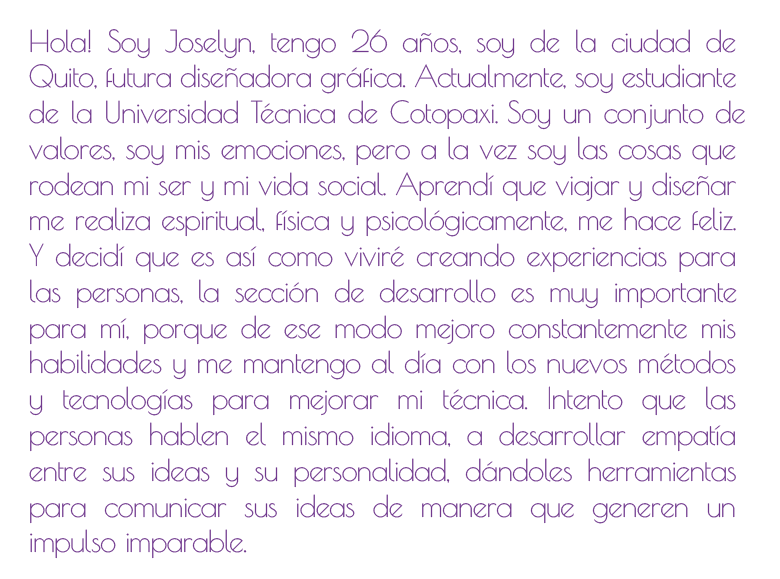 Hola! Soy Joselyn, tengo 26 años, soy de la ciudad de
Quito, futura diseñadora gráfica. Actualmente, soy estudiante
de la Universidad Técnica de Cotopaxi. Soy un conjunto de
valores, soy mis emociones, pero a la vez soy las cosas que
rodean mi ser y mi vida social. Aprendí que viajar y diseñar
me realiza espiritual, física y psicológicamente, me hace feliz.
Y decidí que es así como viviré creando experiencias para
las personas, la sección de desarrollo es muy importante
para mí, porque de ese modo mejoro constantemente mis
habilidades y me mantengo al día con los nuevos métodos
y tecnologías para mejorar mi técnica. Intento que las
personas hablen el mismo idioma, a desarrollar empatía
entre sus ideas y su personalidad, dándoles herramientas
para comunicar sus ideas de manera que generen un
impulso imparable.